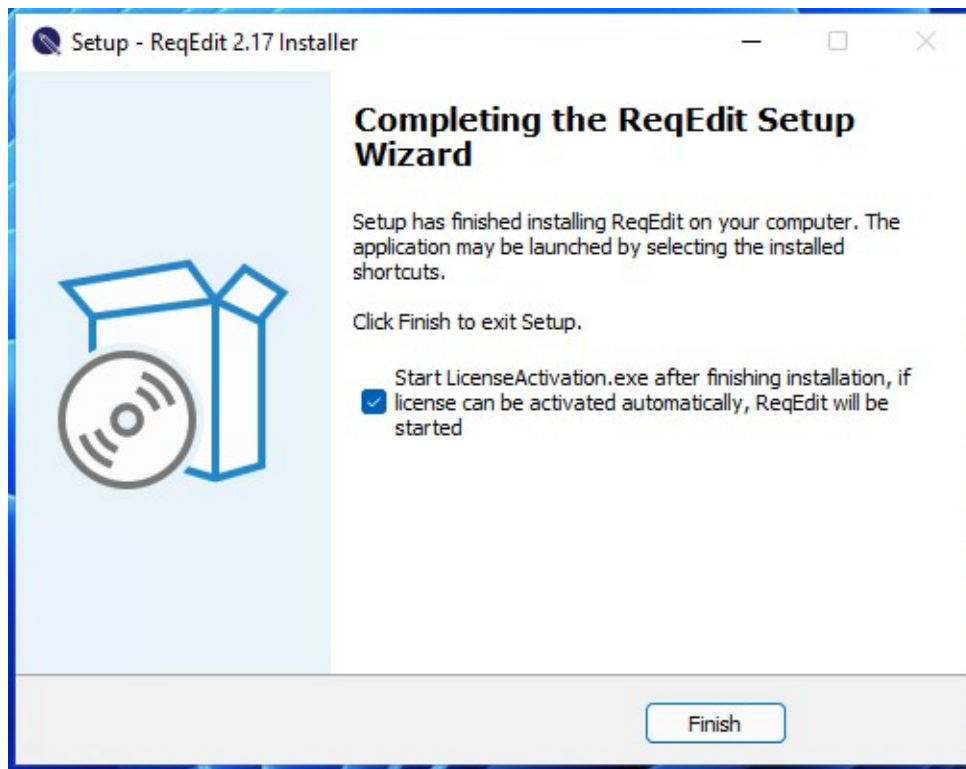 Setup - ReqEdit 2.17 Installer
Completing the ReqEdit Setup
Wizard
Setup has finished installing ReqEdit on your computer. The
application may be launched by selecting the installed
shortcuts.
Click Finish to exit Setup.
Start LicenseActivation.exe after finishing installation, if
license can be activated automatically, ReqEdit will be
started
Finish